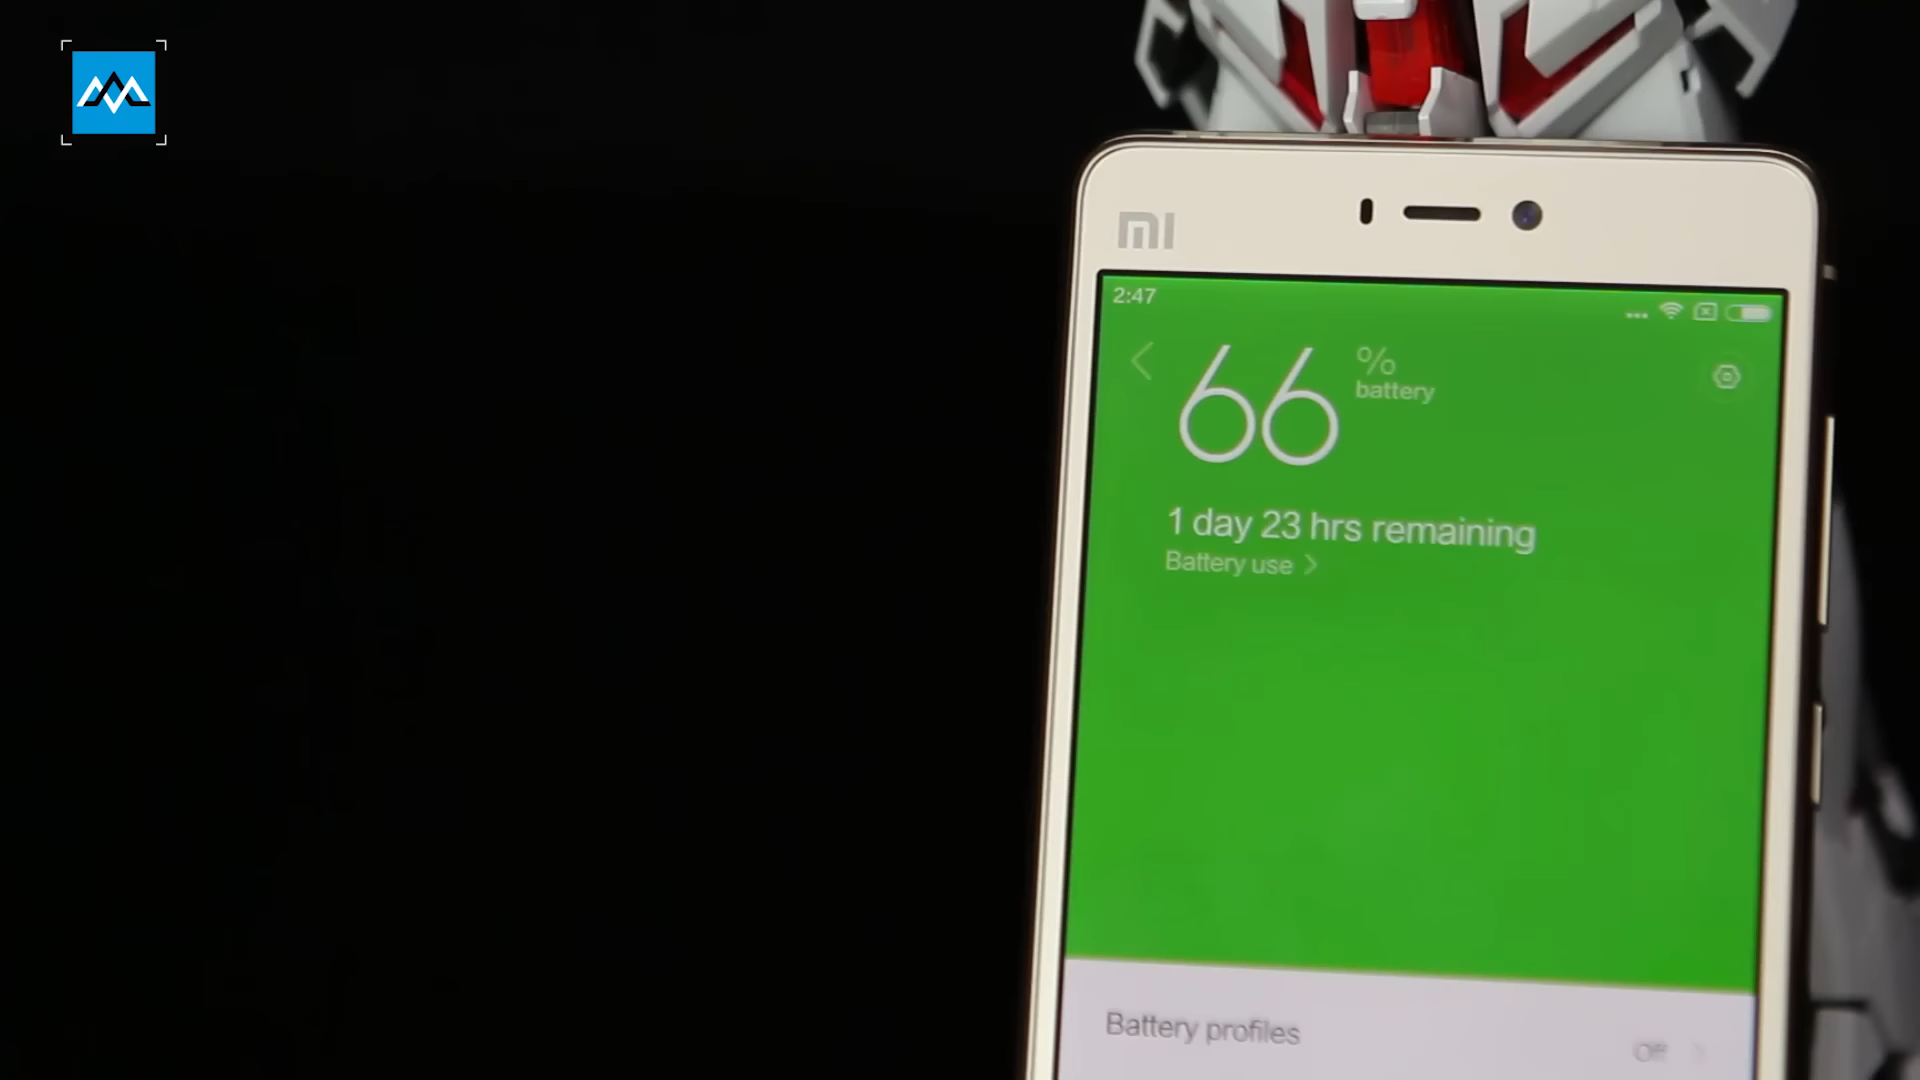 mi
2:47
66
%
battery
1 day 23 hrs remaining
Battery use
Battery profiles
Off